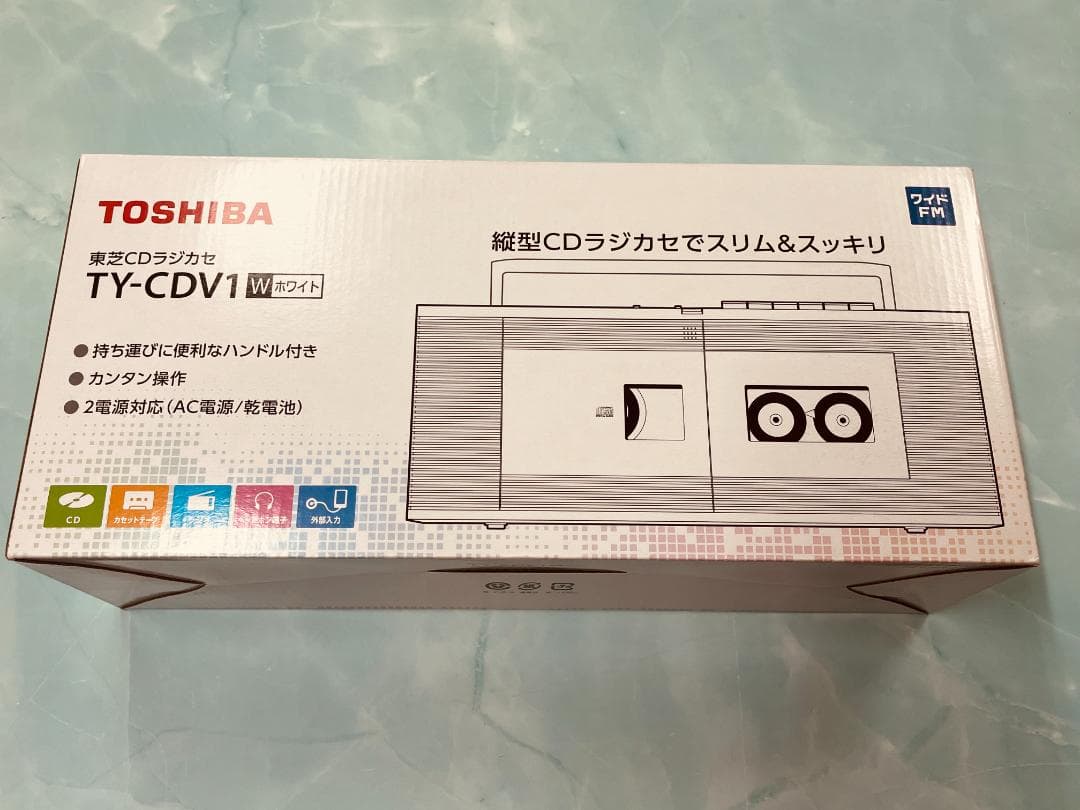 TOSHIBA
東芝CDラジカセ
TY-CDV1 W ホワイト
●持ち運びに便利なハンドル付き
●カンタン操作
●2電源対応(AC電源/乾電池)
ワイド
FM
縦型CDラジカセでスリム&スッキリ
CD
カセットテープ
外部入力